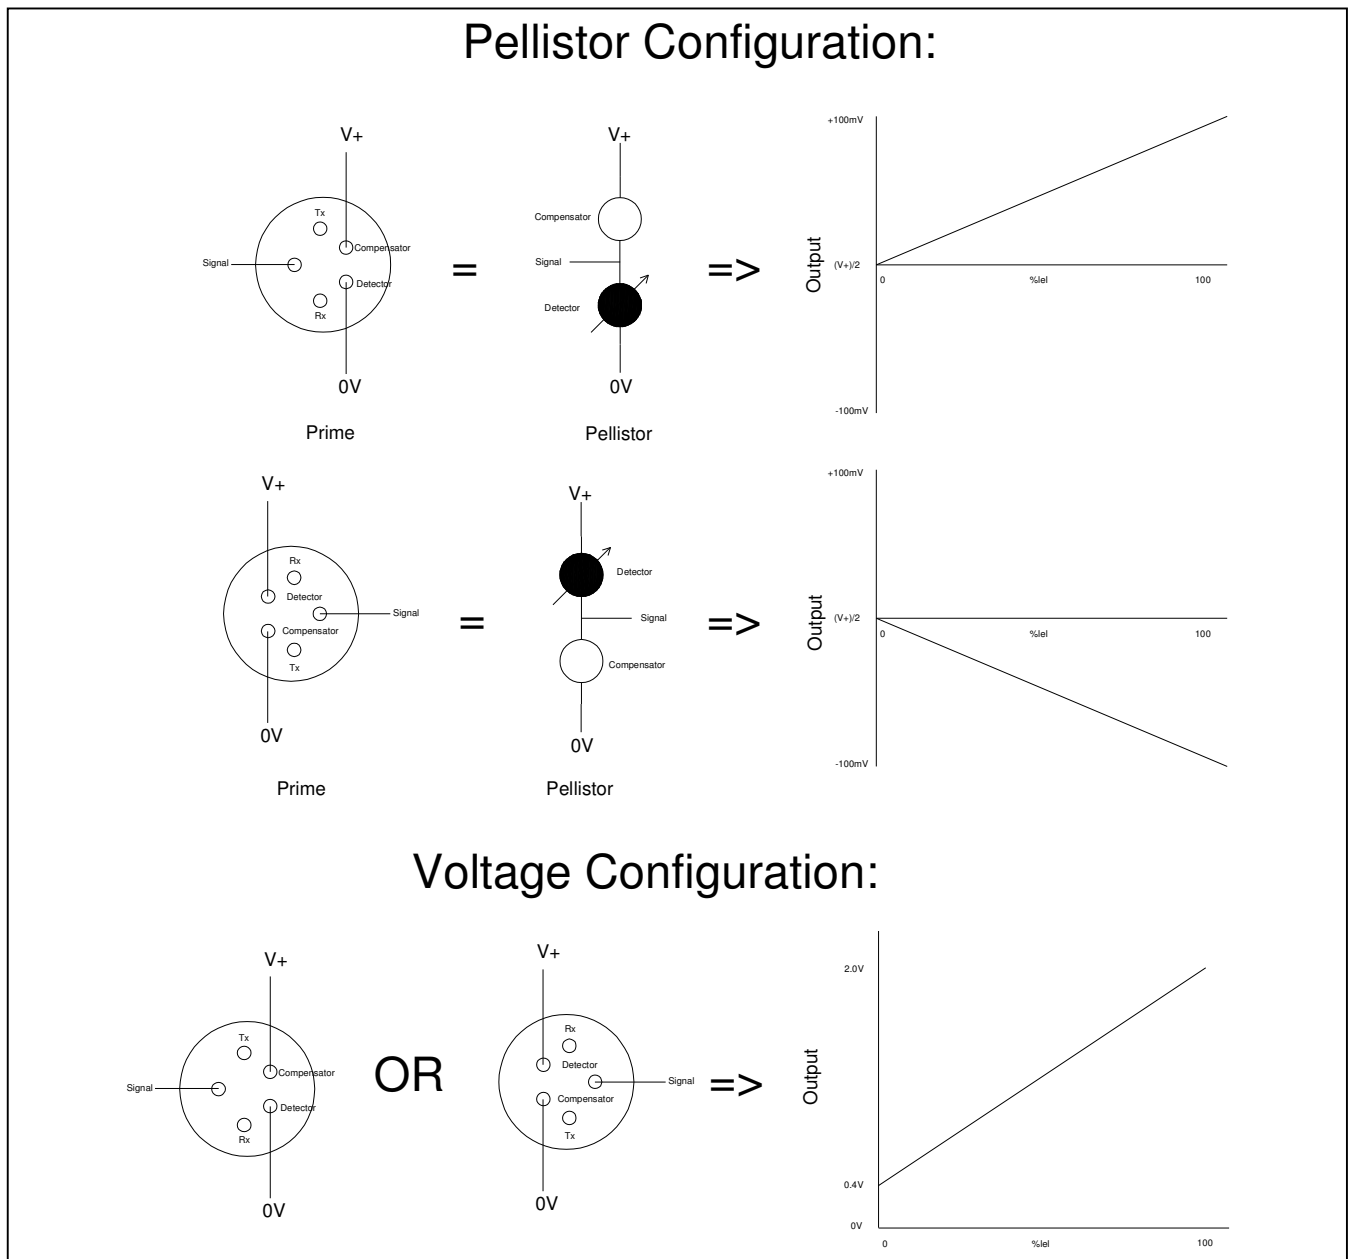 Pellistor Configuration:
V+
Tx
Compensator
Signal
Detector
Rx
0V
Prime
=
V+
Compensator
Signal
Detector
0V
Pellistor
=>
+100mV
Output
(V+)/2
0
%lel
100
-100mV
V+
Rx
Detector
Signal
Compensator
Tx
0V
Prime
=
V+
Detector
Signal
Compensator
0V
Pellistor
=>
+100mV
Output
(V+)/2
0
%lel
100
-100mV
Voltage Configuration:
V+
Tx
Compensator
Signal
Detector
Rx
0V
OR
V+
Rx
Detector
Signal
Compensator
Tx
0V
=>
2.0V
Output
0.4V
0V
0
%lel
100